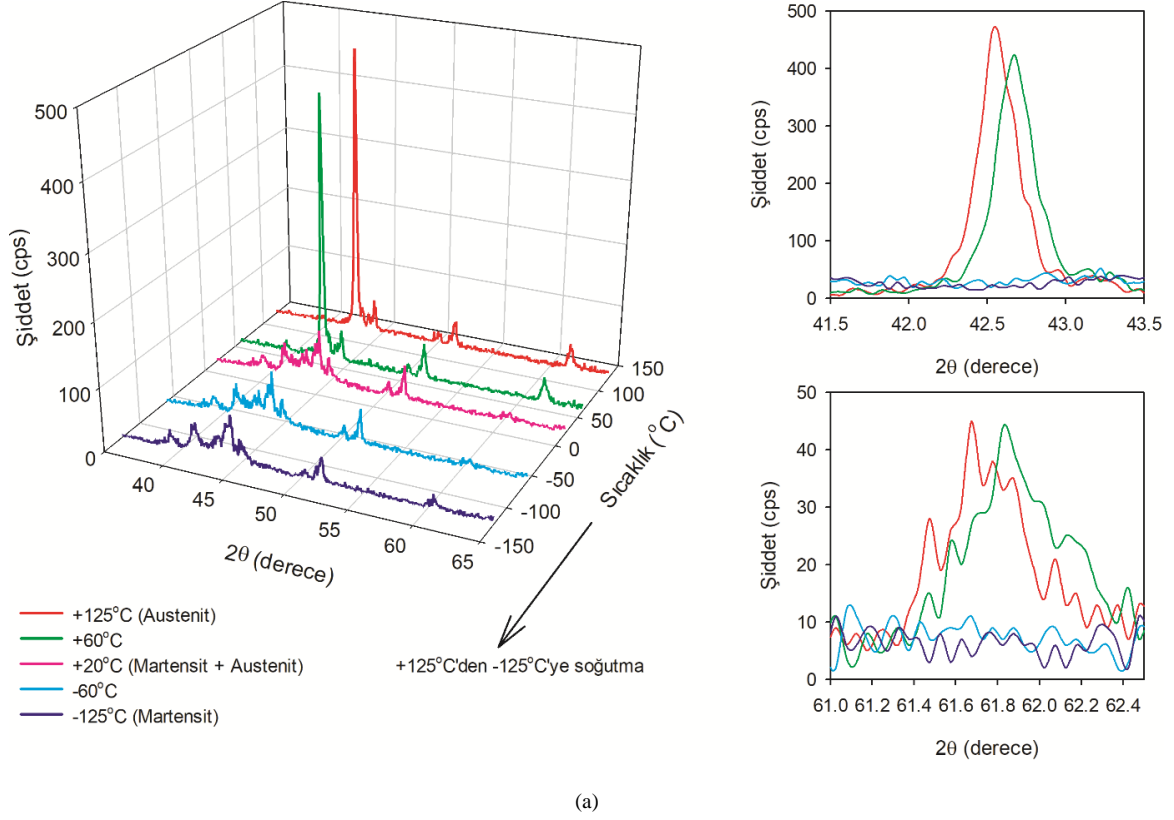 500
400
300
200
100
0
Şiddet (cps)
40
45
50
55
60
65
2θ (derece)
150
100
50
0
-50
-100
-150
Sıcaklık (°C)
+125°C (Austenit)
+60°C
+20°C (Martensit + Austenit)
-60°C
-125°C (Martensit)
+125°C'den -125°C'ye soğutma
500
400
300
200
100
0
Şiddet (cps)
41.5 42.0 42.5 43.0 43.5
2θ (derece)
50
40
30
20
10
0
Şiddet (cps)
61.0 61.2 61.4 61.6 61.8 62.0 62.2 62.4
2θ (derece)
(a)